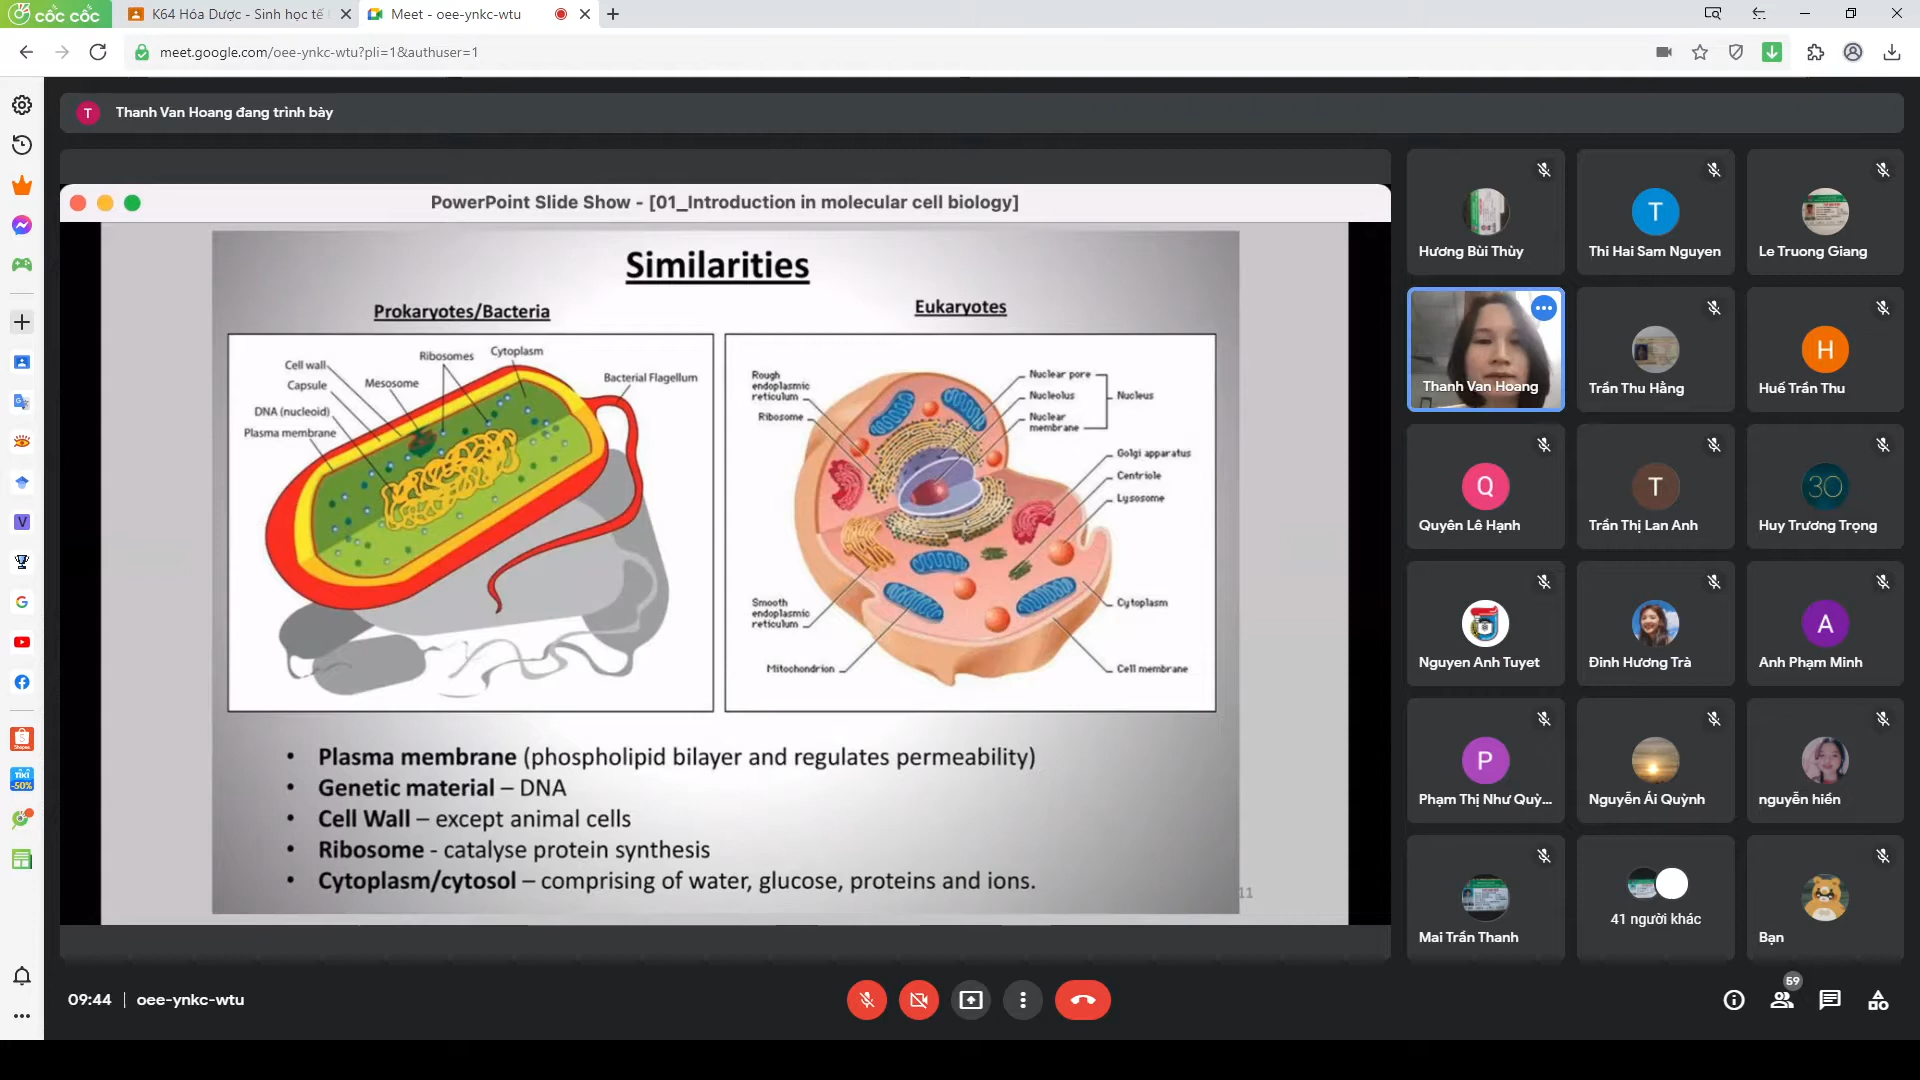 cốc cốc
K64 Hóa Dược - Sinh học tế
Meet - oee-ynkc-wtu
meet.google.com/oee-ynkc-wtu?pli=1&authuser=1
T
Thanh Van Hoang đang trình bày
PowerPoint Slide Show - [01_Introduction in molecular cell biology]
Similarities
Prokaryotes/Bacteria
Eukaryotes
Cell wall
Ribosomes
Cytoplasm
Capsule
Mesosome
Bacterial Flagellum
DNA (nucleoid)
Plasma membrane
Rough
endoplasmic
reticulum
Ribosome
Nuclear pore
Nucleolus
Nuclear
membrane
Nucleus
Golgi apparatus
Centriole
Lysosome
Smooth
endoplasmic
reticulum
Cytoplasm
Mitochondrion
Cell membrane
• Plasma membrane (phospholipid bilayer and regulates permeability)
• Genetic material – DNA
• Cell Wall – except animal cells
• Ribosome - catalyse protein synthesis
• Cytoplasm/cytosol – comprising of water, glucose, proteins and ions.
11
Hương Bùi Thùy
T
Thi Hai Sam Nguyen
Le Truong Giang
Thanh Van Hoang
Trần Thu Hằng
H
Huế Trần Thu
Q
Quyên Lê Hạnh
T
Trần Thị Lan Anh
30
Huy Trương Trọng
Nguyen Anh Tuyet
Đinh Hương Trà
A
Anh Phạm Minh
P
Phạm Thị Như Quỳ...
Nguyễn Ái Quỳnh
nguyễn hiền
Mai Trần Thanh
41 người khác
Bạn
09:44 | oee-ynkc-wtu
59
V
G
Shopee
TIKI
-50%